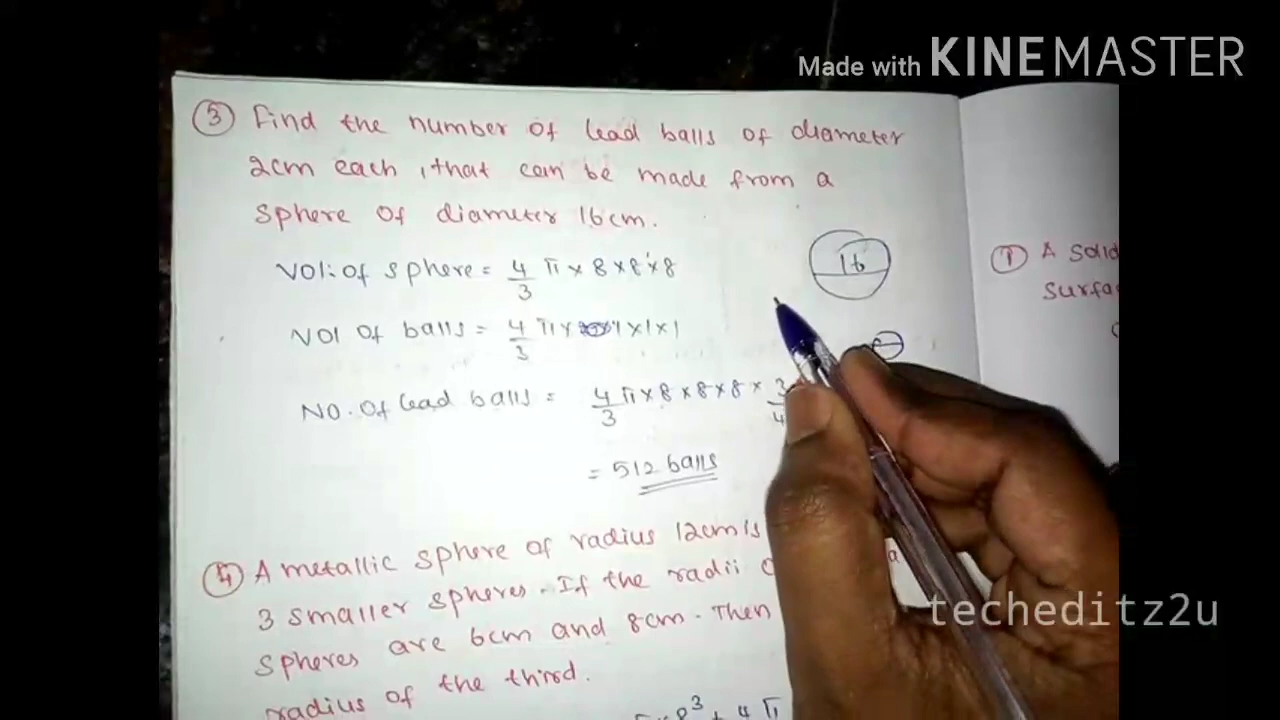 Made with KINEMASTER
③ Find the number of lead balls of diameter
2cm each, that can be made from a
sphere of diameter 16cm.
Vol: of sphere = 4/3 π × 8 × 8 × 8
16
Vol of balls = 4/3 π × 1 × 1 × 1
No. of lead balls = 4/3 π × 8 × 8 × 8 × 3/4
= 512 balls
④ A metallic sphere of radius 12cm is
3 smaller spheres. If the radii
spheres are 6cm and 8cm. Then
radius of the third.
① A solid
surfa
techeditz2u